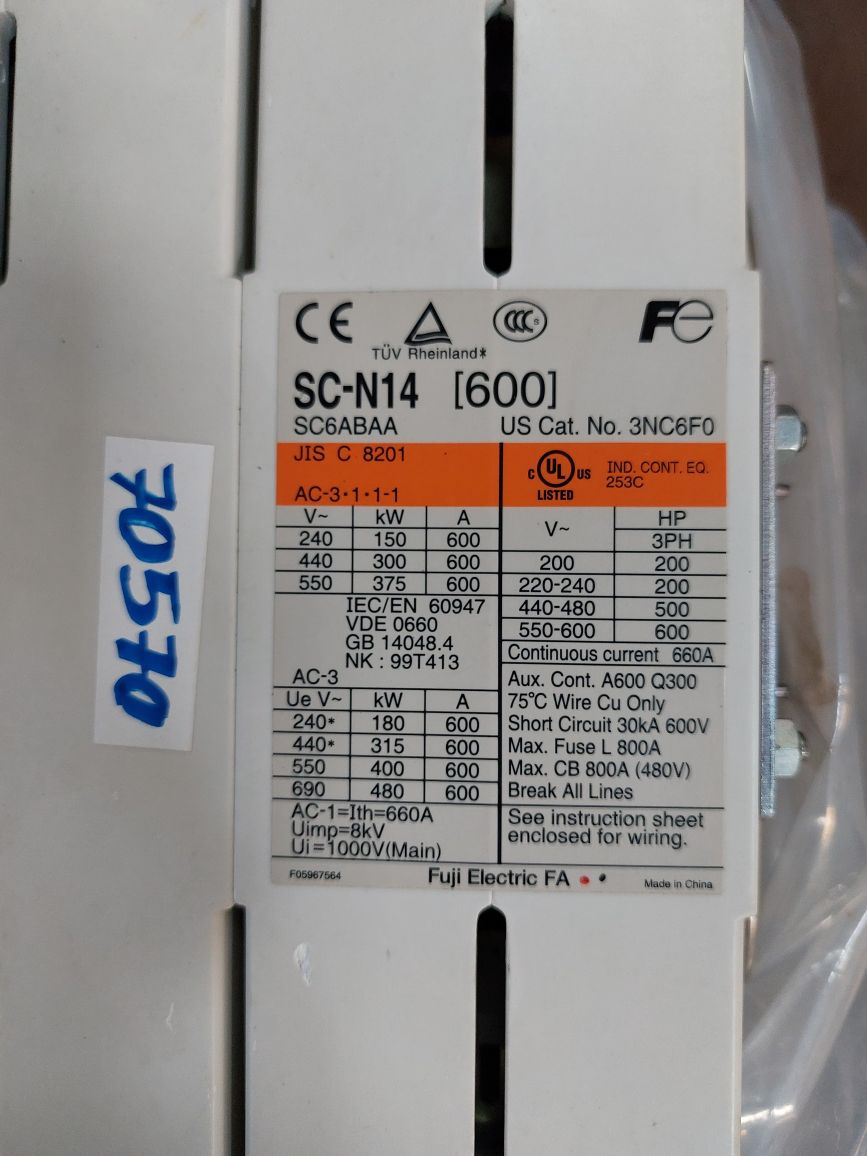 CE
TÜV Rheinland*
CCC S
Fe
SC-N14 [600]
SC6ABAA US Cat. No. 3NC6F0
JIS C 8201
AC-3・1・1-1
C UL US
LISTED
IND. CONT. EQ.
253C
V~ kW A
240 150 600
440 300 600
550 375 600
V~ HP
3PH
200 200
220-240 200
440-480 500
550-600 600
IEC/EN 60947
VDE 0660
GB 14048.4
NK : 99T413
AC-3
Ue V~ kW A
240* 180 600
440* 315 600
550 400 600
690 480 600
AC-1=Ith=660A
Uimp=8kV
Ui=1000V(Main)
Continuous current 660A
Aux. Cont. A600 Q300
75℃ Wire Cu Only
Short Circuit 30kA 600V
Max. Fuse L 800A
Max. CB 800A (480V)
Break All Lines
See instruction sheet
enclosed for wiring.
F05967564 Fuji Electric FA Made in China
70570